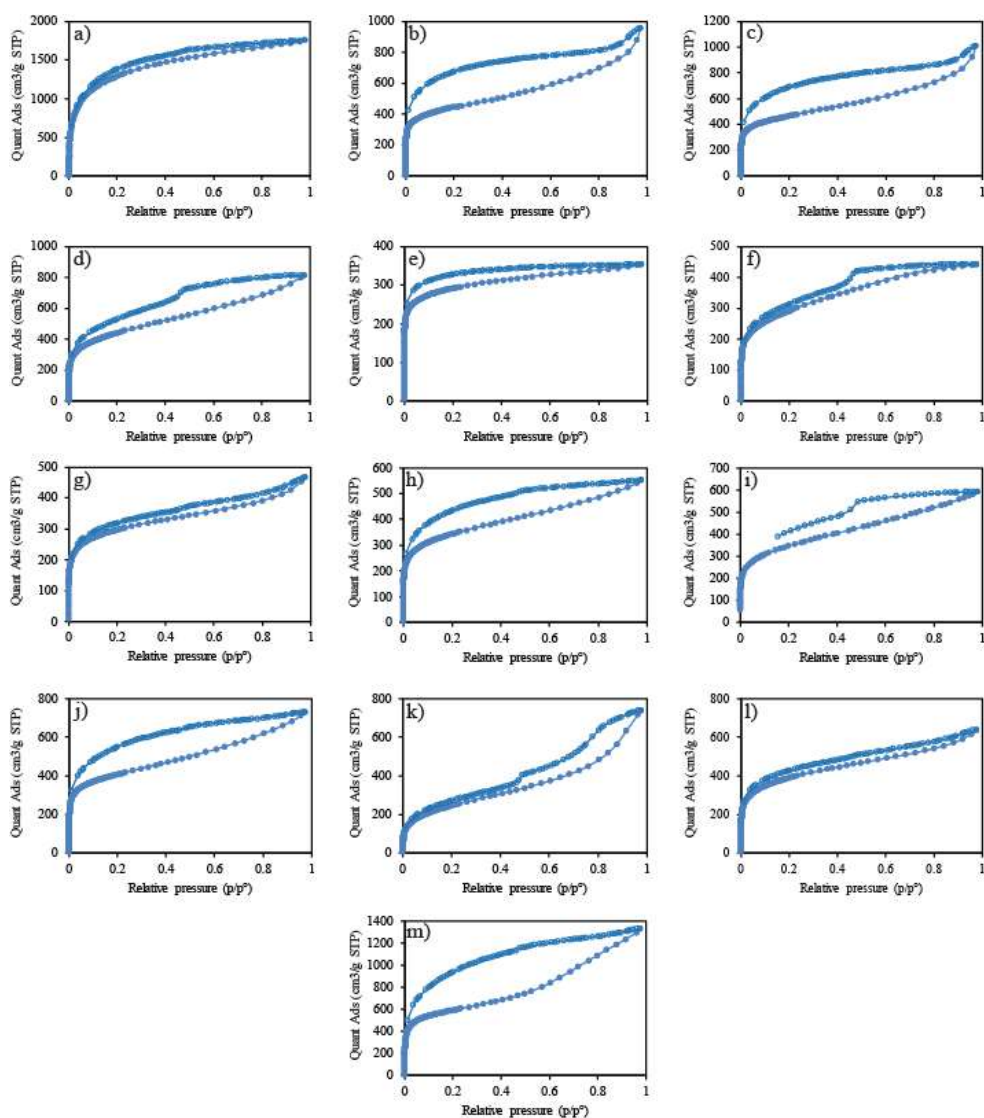 a)
Quant Ads (cm3/g STP)
2000
1500
1000
500
0
0 0.2 0.4 0.6 0.8 1
Relative pressure (p/p°)
b)
Quant Ads (cm3/g STP)
1000
800
600
400
200
0
0 0.2 0.4 0.6 0.8 1
Relative pressure (p/p°)
c)
Quant Ads (cm3/g STP)
1200
1000
800
600
400
200
0
0 0.2 0.4 0.6 0.8 1
Relative pressure (p/p°)
d)
Quant Ads (cm3/g STP)
1000
800
600
400
200
0
0 0.2 0.4 0.6 0.8 1
Relative pressure (p/p°)
e)
Quant Ads (cm3/g STP)
400
300
200
100
0
0 0.2 0.4 0.6 0.8 1
Relative pressure (p/p°)
f)
Quant Ads (cm3/g STP)
500
400
300
200
100
0
0 0.2 0.4 0.6 0.8 1
Relative pressure (p/p°)
g)
Quant Ads (cm3/g STP)
500
400
300
200
100
0
0 0.2 0.4 0.6 0.8 1
Relative pressure (p/p°)
h)
Quant Ads (cm3/g STP)
600
500
400
300
200
100
0
0 0.2 0.4 0.6 0.8 1
Relative pressure (p/p°)
i)
Quant Ads (cm3/g STP)
700
600
500
400
300
200
100
0
0 0.2 0.4 0.6 0.8 1
Relative pressure (p/p°)
j)
Quant Ads (cm3/g STP)
800
600
400
200
0
0 0.2 0.4 0.6 0.8 1
Relative pressure (p/p°)
k)
Quant Ads (cm3/g STP)
800
600
400
200
0
0 0.2 0.4 0.6 0.8 1
Relative pressure (p/p°)
l)
Quant Ads (cm3/g STP)
800
600
400
200
0
0 0.2 0.4 0.6 0.8 1
Relative pressure (p/p°)
m)
Quant Ads (cm3/g STP)
1400
1200
1000
800
600
400
200
0
0 0.2 0.4 0.6 0.8 1
Relative pressure (p/p°)